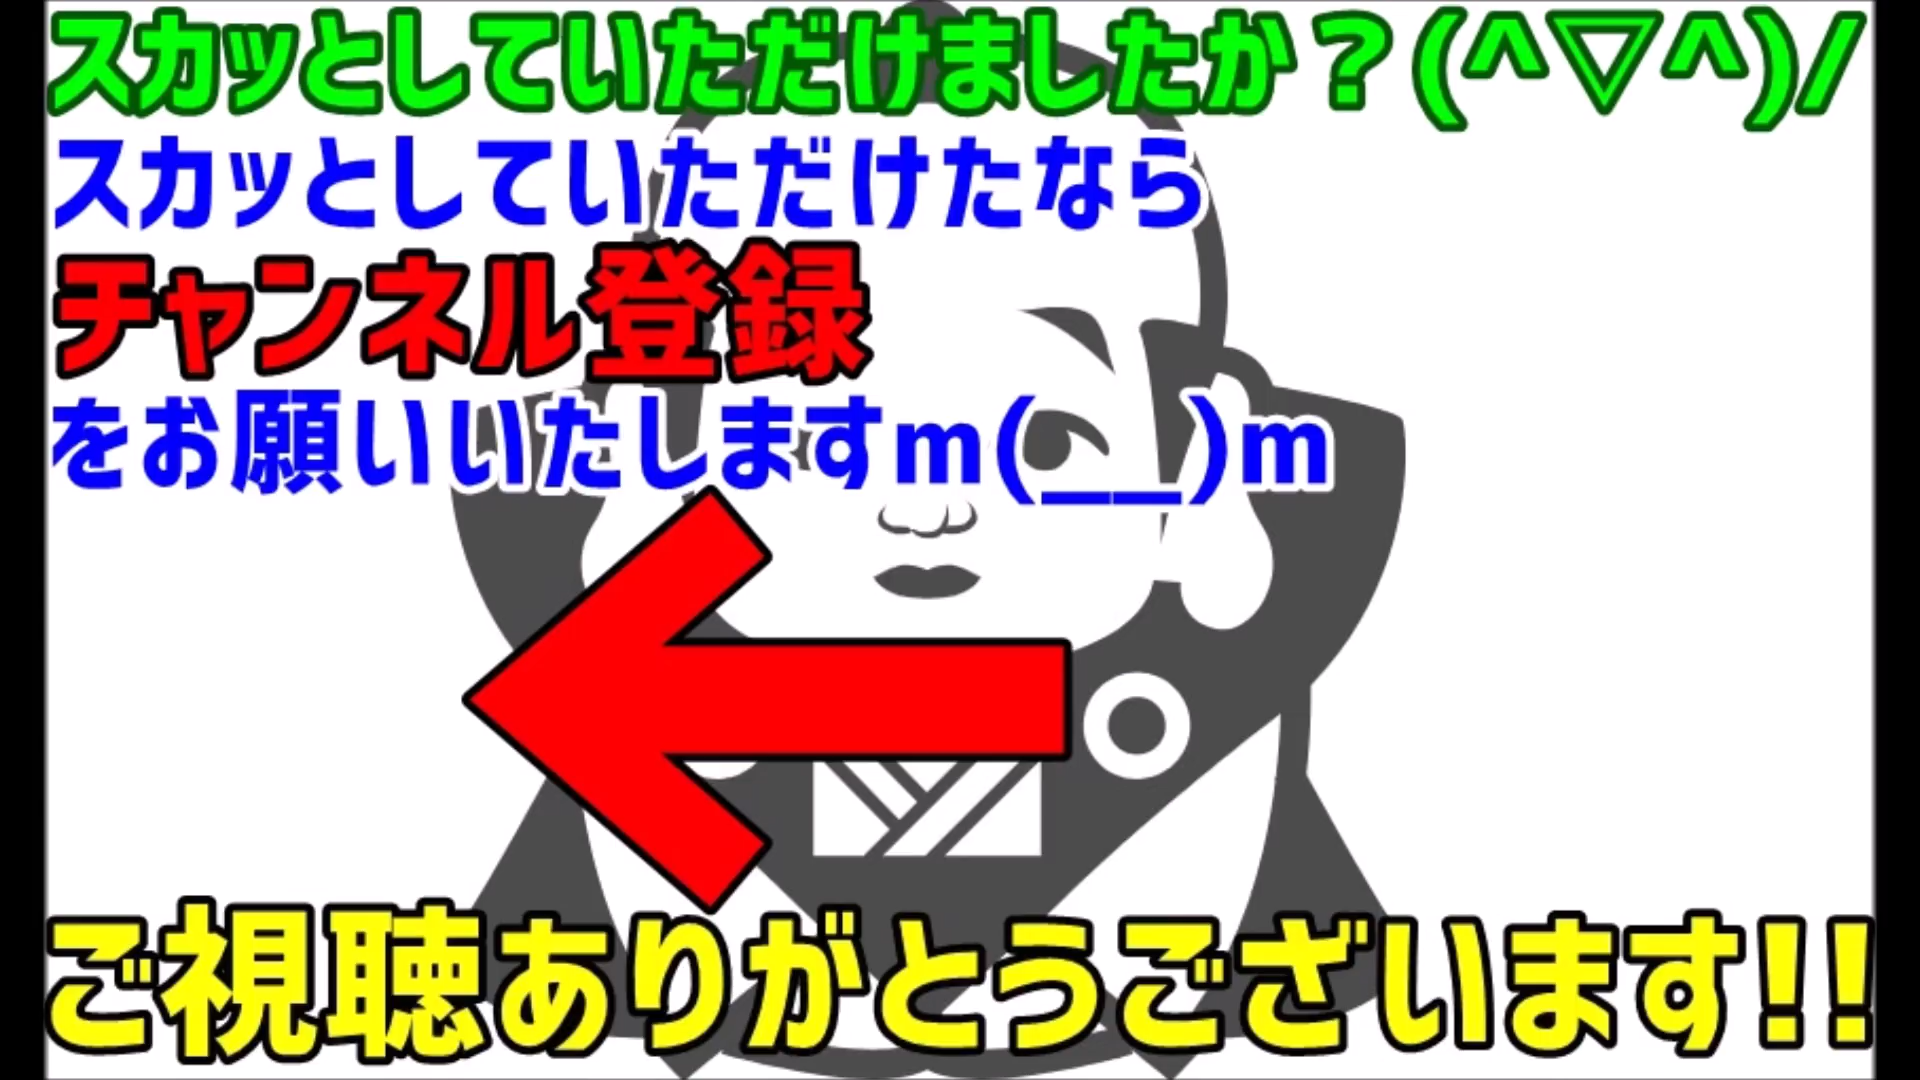 スカッとしていただけましたか？(^▽^)/
スカッとしていただけたなら
チャンネル登録
をお願いいたしますm(__)m
ご視聴ありがとうございます!!